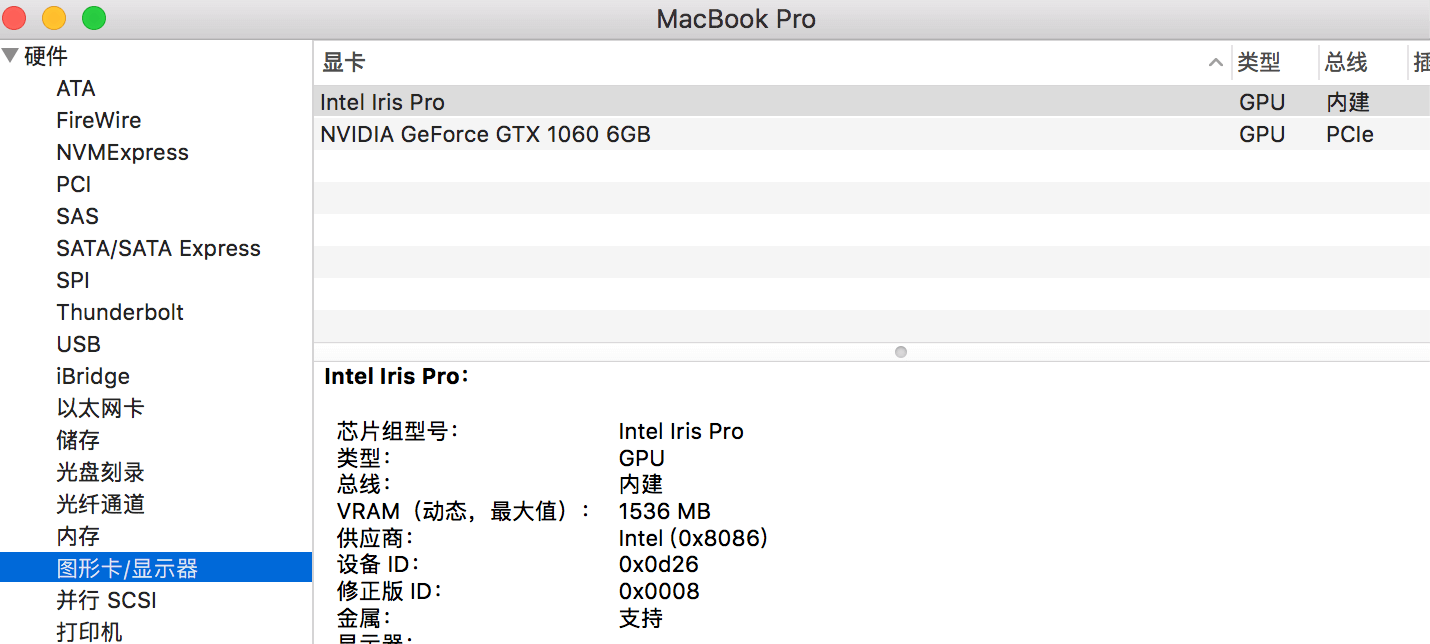 MacBook Pro
硬件
ATA
FireWire
NVMExpress
PCI
SAS
SATA/SATA Express
SPI
Thunderbolt
USB
iBridge
以太网卡
储存
光盘刻录
光纤通道
内存
图形卡/显示器
并行 SCSI
打印机
显卡 类型 总线 插
Intel Iris Pro GPU 内建
NVIDIA GeForce GTX 1060 6GB GPU PCIe
Intel Iris Pro：
芯片组型号： Intel Iris Pro
类型： GPU
总线： 内建
VRAM（动态，最大值）： 1536 MB
供应商： Intel (0x8086)
设备 ID： 0x0d26
修正版 ID： 0x0008
金属： 支持
显示器：